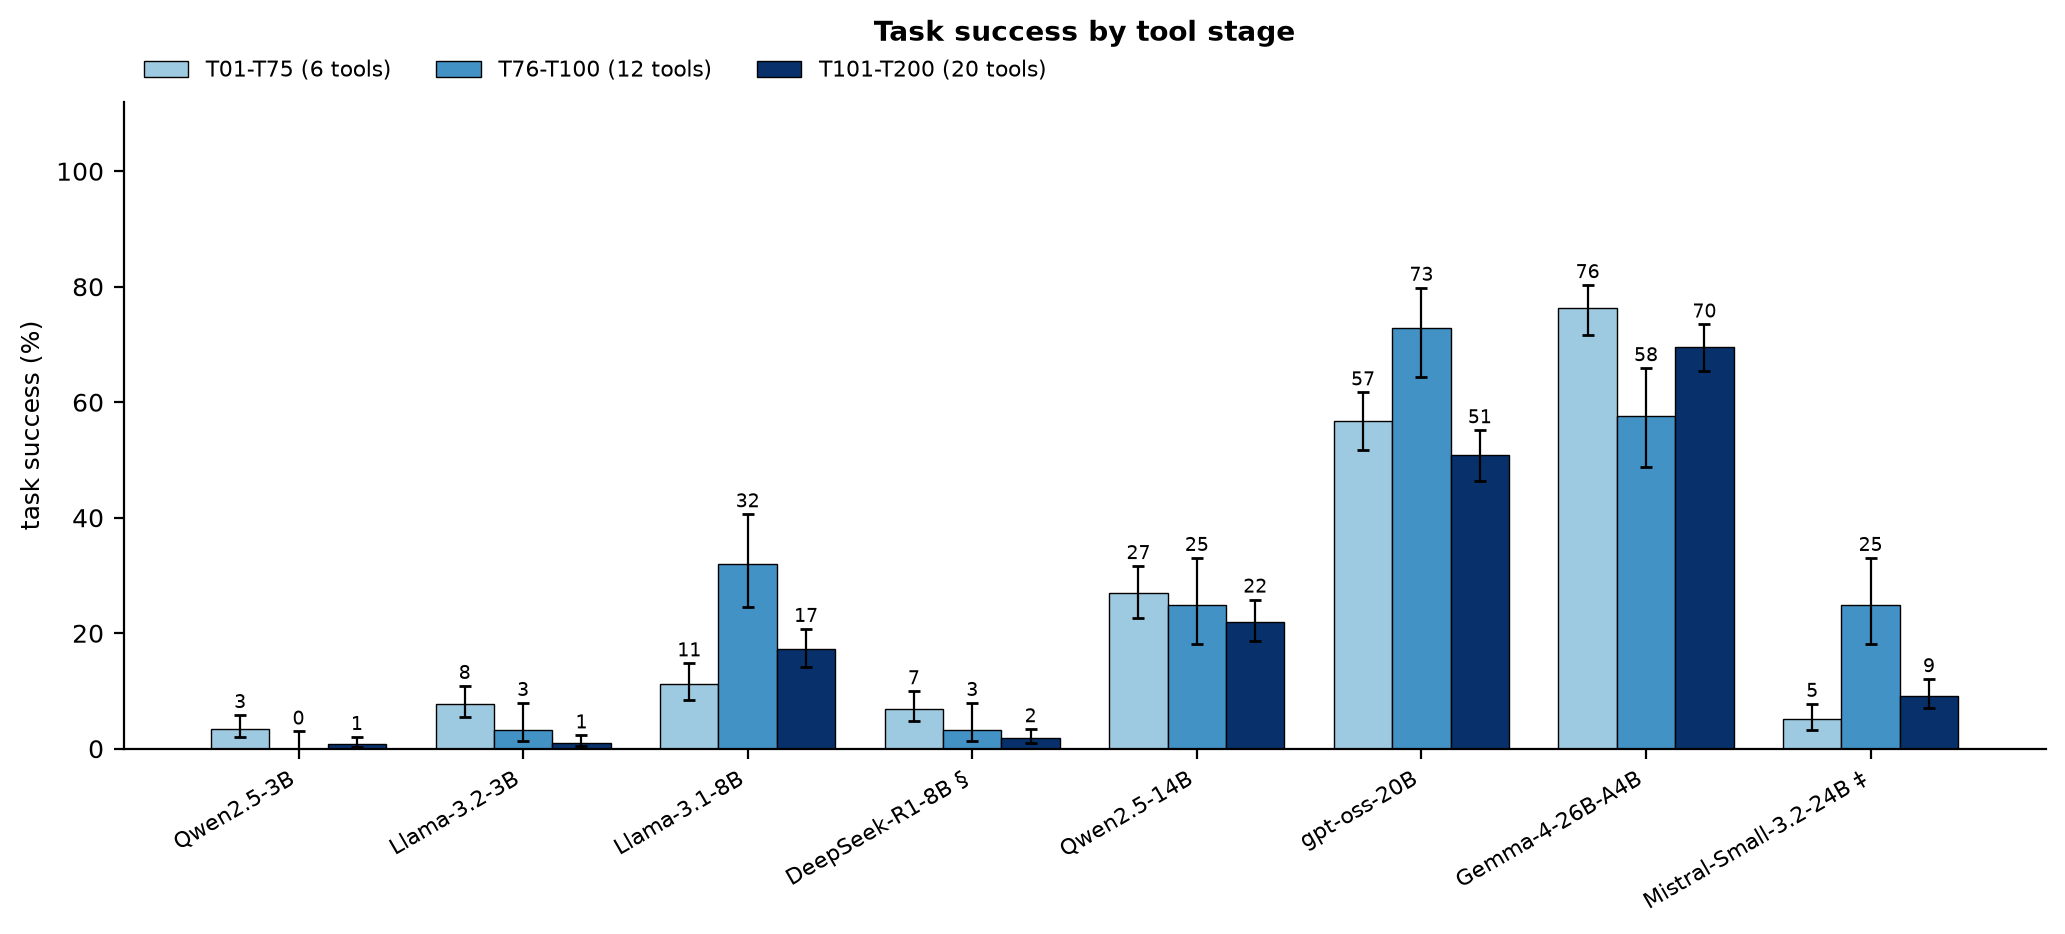 Task success by tool stage
T01-T75 (6 tools) T76-T100 (12 tools) T101-T200 (20 tools)
task success (%)
100
80
60
40
20
0
3 0 1
8 3 1
11 32 17
7 3 2
27 25 22
57 73 51
76 58 70
5 25 9
Qwen2.5-3B
Llama-3.2-3B
Llama-3.1-8B
DeepSeek-R1-8B §
Qwen2.5-14B
gpt-oss-20B
Gemma-4-26B-A4B
Mistral-Small-3.2-24B ‡